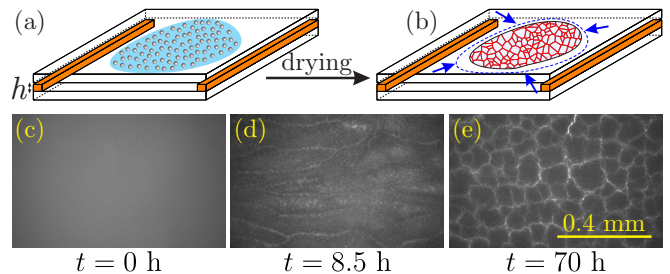 (a)
(b)
drying
h
(c)
(d)
(e)
0.4 mm
t = 0 h
t = 8.5 h
t = 70 h